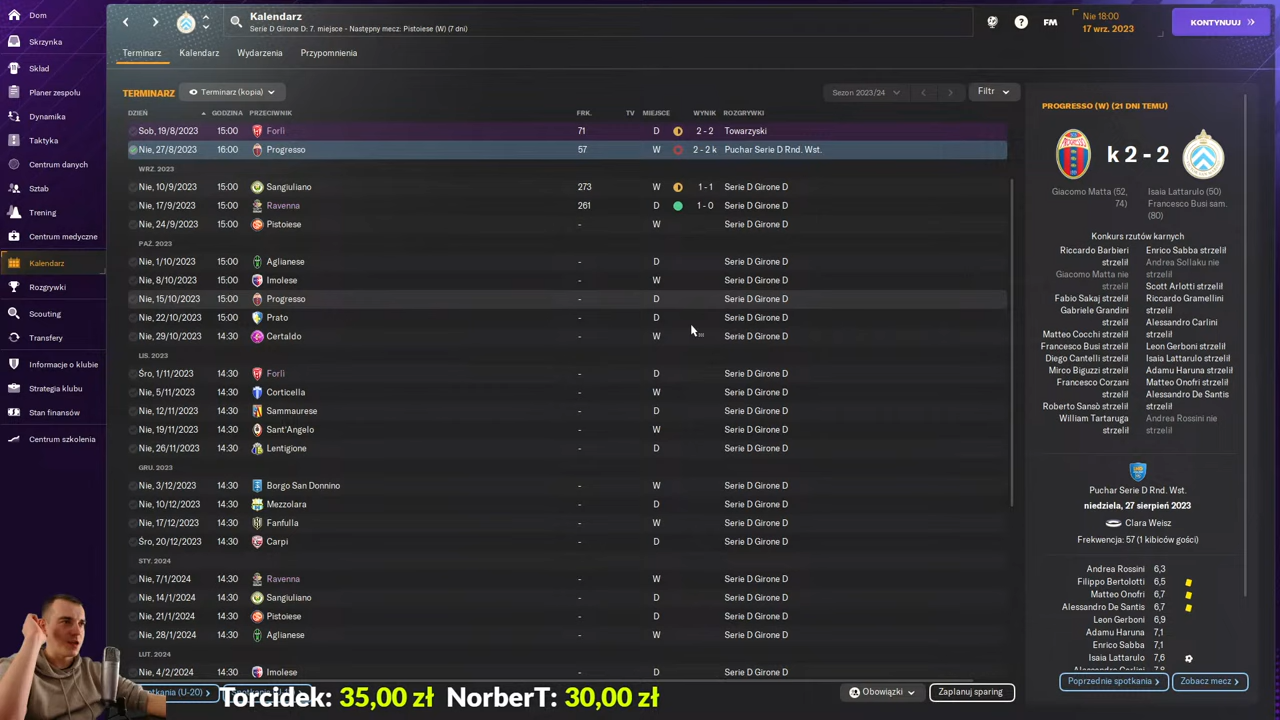 Dom
Skrzynka
Skład
Planer zespołu
Dynamika
Taktyka
Centrum danych
Sztab
Trening
Centrum medyczne
Kalendarz
Rozgrywki
Scouting
Transfery
Informacje o klubie
Strategia klubu
Stan finansów
Centrum szkolenia
Kalendarz
Serie D Girone D: 7. miejsce - Następny mecz: Pistoiese (W) (7 dni)
FM
Nie 18:00
17 wrz. 2023
KONTYNUUJ
Terminarz Kalendarz Wydarzenia Przypomnienia
TERMINARZ Terminarz (kopia) Sezon 2023/24 Filtr
DZIEŃ GODZINA PRZECIWNIK FRK. TV MIEJSCE WYNIK ROZGRYWKI
Sob, 19/8/2023 15:00 Forlì 71 D 2 - 2 Towarzyski
Nie, 27/8/2023 16:00 Progresso 57 W 2 - 2 k Puchar Serie D Rnd. Wst.
WRZ. 2023
Nie, 10/9/2023 15:00 Sangiuliano 273 W 1 - 1 Serie D Girone D
Nie, 17/9/2023 15:00 Ravenna 261 D 1 - 0 Serie D Girone D
Nie, 24/9/2023 15:00 Pistoiese - W Serie D Girone D
PAŹ. 2023
Nie, 1/10/2023 15:00 Aglianese - D Serie D Girone D
Nie, 8/10/2023 15:00 Imolese - W Serie D Girone D
Nie, 15/10/2023 15:00 Progresso - D Serie D Girone D
Nie, 22/10/2023 15:00 Prato - D Serie D Girone D
Nie, 29/10/2023 14:30 Certaldo - W Serie D Girone D
LIS. 2023
Śro, 1/11/2023 14:30 Forlì - D Serie D Girone D
Nie, 5/11/2023 14:30 Corticella - W Serie D Girone D
Nie, 12/11/2023 14:30 Sammaurese - D Serie D Girone D
Nie, 19/11/2023 14:30 Sant'Angelo - W Serie D Girone D
Nie, 26/11/2023 14:30 Lentigione - D Serie D Girone D
GRU. 2023
Nie, 3/12/2023 14:30 Borgo San Donnino - W Serie D Girone D
Nie, 10/12/2023 14:30 Mezzolara - D Serie D Girone D
Nie, 17/12/2023 14:30 Fanfulla - W Serie D Girone D
Śro, 20/12/2023 14:30 Carpi - D Serie D Girone D
STY. 2024
Nie, 7/1/2024 14:30 Ravenna - W Serie D Girone D
Nie, 14/1/2024 14:30 Sangiuliano - D Serie D Girone D
Nie, 21/1/2024 14:30 Pistoiese - D Serie D Girone D
Nie, 28/1/2024 14:30 Aglianese - W Serie D Girone D
LUT. 2024
Nie, 4/2/2024 14:30 Imolese - D Serie D Girone D
(U-20) Obowiązki Zaplanuj sparing
Torcidek: 35,00 zł NorberT: 30,00 zł
PROGRESSO (W) (21 DNI TEMU)
k 2 - 2
Giacomo Matta (52, Isaia Lattarulo (50)
74) Francesco Busi sam.
(80)
Konkurs rzutów karnych
Riccardo Barbieri Enrico Sabba strzelił
strzelił Andrea Sollaku nie
Giacomo Matta nie strzelił
strzelił Scott Arlotti strzelił
Fabio Sakaj strzelił Riccardo Gramellini
Gabriele Grandini strzelił
strzelił Alessandro Carlini
Matteo Cocchi strzelił strzelił
Francesco Busi strzelił Leon Gerboni strzelił
Diego Cantelli strzelił Isaia Lattarulo strzelił
Mirco Biguzzi strzelił Adamu Haruna strzelił
Francesco Corzani Matteo Onofri strzelił
strzelił Alessandro De Santis
Roberto Sansò strzelił strzelił
William Tartaruga Andrea Rossini nie
strzelił strzelił
Puchar Serie D Rnd. Wst.
niedziela, 27 sierpień 2023
Clara Weisz
Frekwencja: 57 (1 kibiców gości)
Andrea Rossini 6,3
Filippo Bertolotti 6,5
Matteo Onofri 6,7
Alessandro De Santis 6,7
Leon Gerboni 6,9
Adamu Haruna 7,1
Enrico Sabba 7,1
Isaia Lattarulo 7,6
Poprzednie spotkania Zobacz mecz